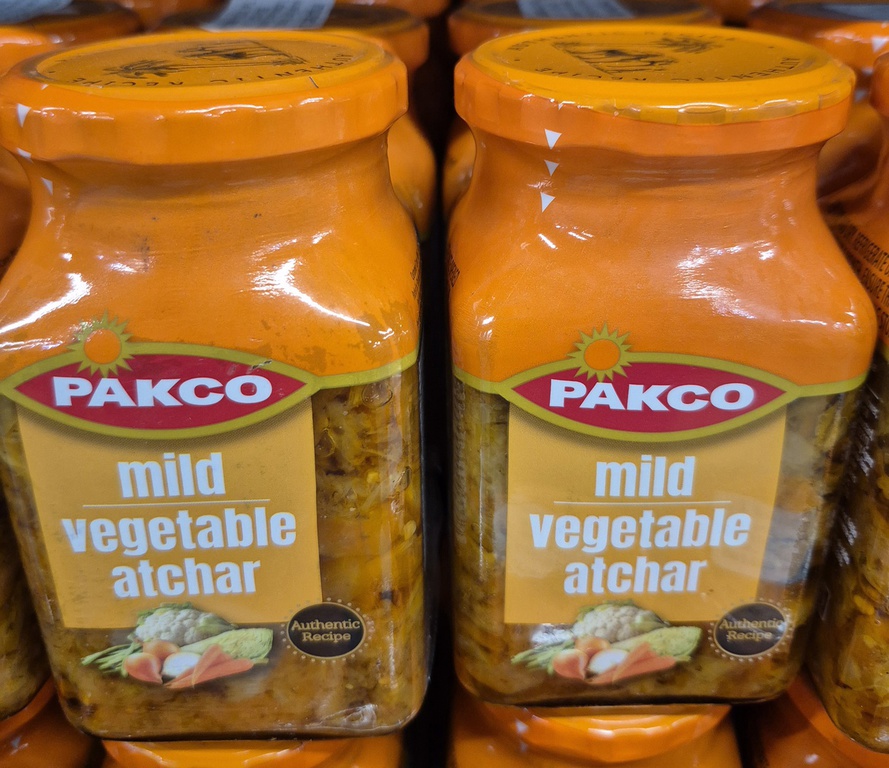 PAKCO
mild
vegetable
atchar
Authentic
Recipe
PAKCO
mild
vegetable
atchar
Authentic
Recipe